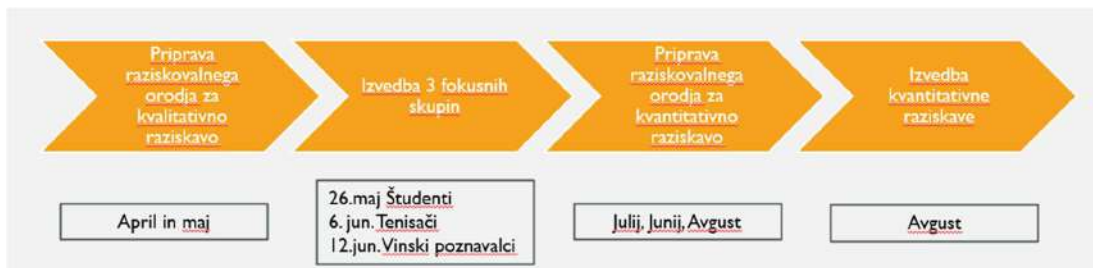 Priprava
raziskovalnega
orodja za
kvalitativno
raziskavo
Izvedba 3 fokusnih
skupin
Priprava
raziskovalnega
orodja za
kvantitativno
raziskavo
Izvedba
kvantitativne
raziskave
April in maj
26.maj Študenti
6. jun. Tenisači
12.jun. Vinski poznavalci
Julij, Junij, Avgust
Avgust